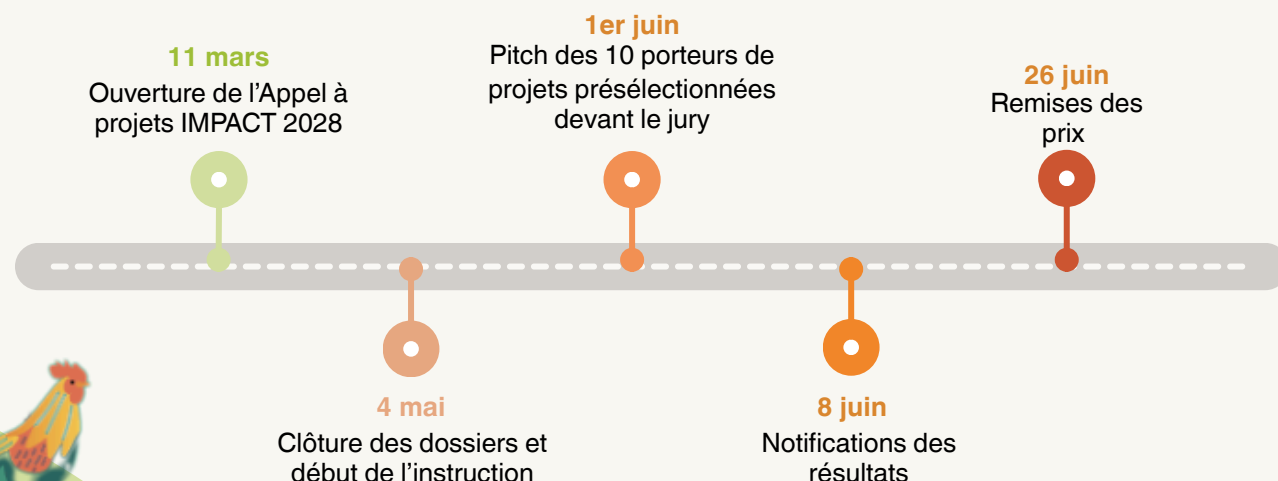 11 mars
Ouverture de l'Appel à
projets IMPACT 2028
4 mai
Clôture des dossiers et
début de l'instruction
1er juin
Pitch des 10 porteurs de
projets présélectionnées
devant le jury
8 juin
Notifications des
résultats
26 juin
Remises des
prix